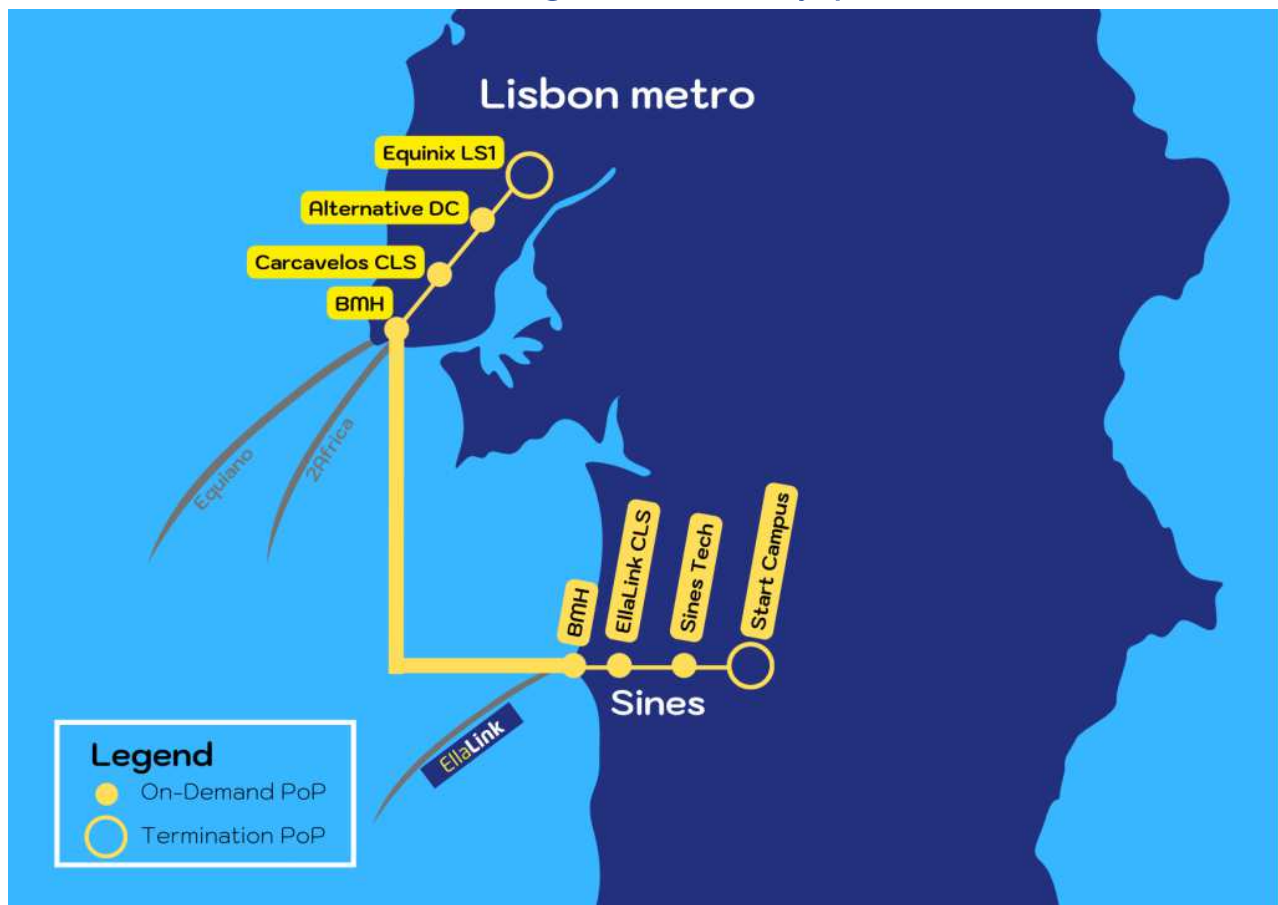 Lisbon metro
Equinix LS1
Alternative DC
Carcavelos CLS
BMH
Equiano
2Africa
BMH
EllaLink CLS
Sines Tech
Start Campus
Sines
EllaLink
Legend
On-Demand PoP
Termination PoP